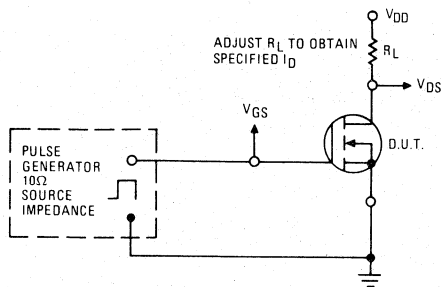 V_DD
ADJUST R_L TO OBTAIN
SPECIFIED I_D
R_L
V_DS
V_GS
D.U.T.
PULSE
GENERATOR
10Ω
SOURCE
IMPEDANCE